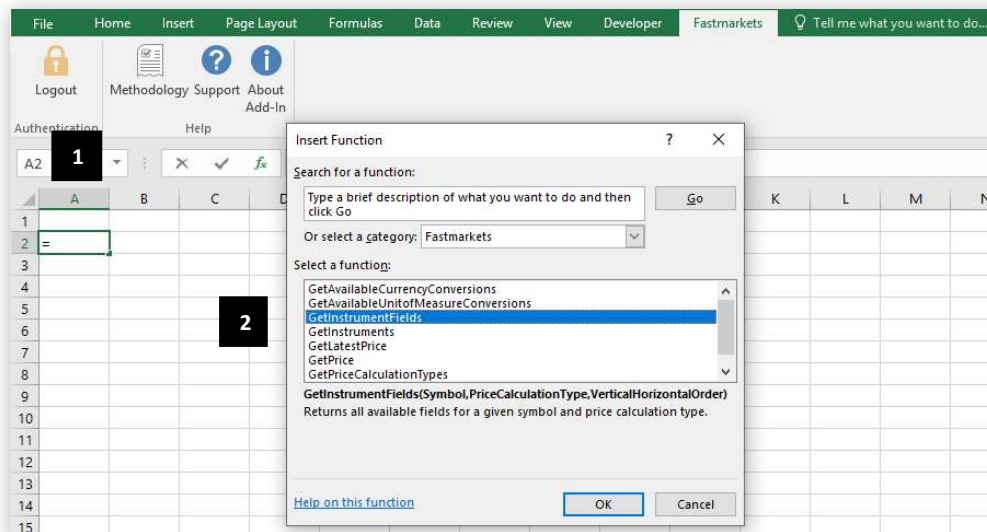 File Home Insert Page Layout Formulas Data Review View Developer Fastmarkets Tell me what you want to do...
Logout Methodology Support About
Add-In
Authentication Help
1
A2 fx
Insert Function ? X
Search for a function:
Type a brief description of what you want to do and then
click Go
Go
Or select a category: Fastmarkets
Select a function:
GetAvailableCurrencyConversions
GetAvailableUnitofMeasureConversions
GetInstrumentFields
GetInstruments
GetLatestPrice
GetPrice
GetPriceCalculationTypes
GetInstrumentFields(Symbol,PriceCalculationType,VerticalHorizontalOrder)
Returns all available fields for a given symbol and price calculation type.
Help on this function OK Cancel
A B C D K L M N
1
2 =
3
4
5
6
7
8
9
10
11
12
13
14
15
2